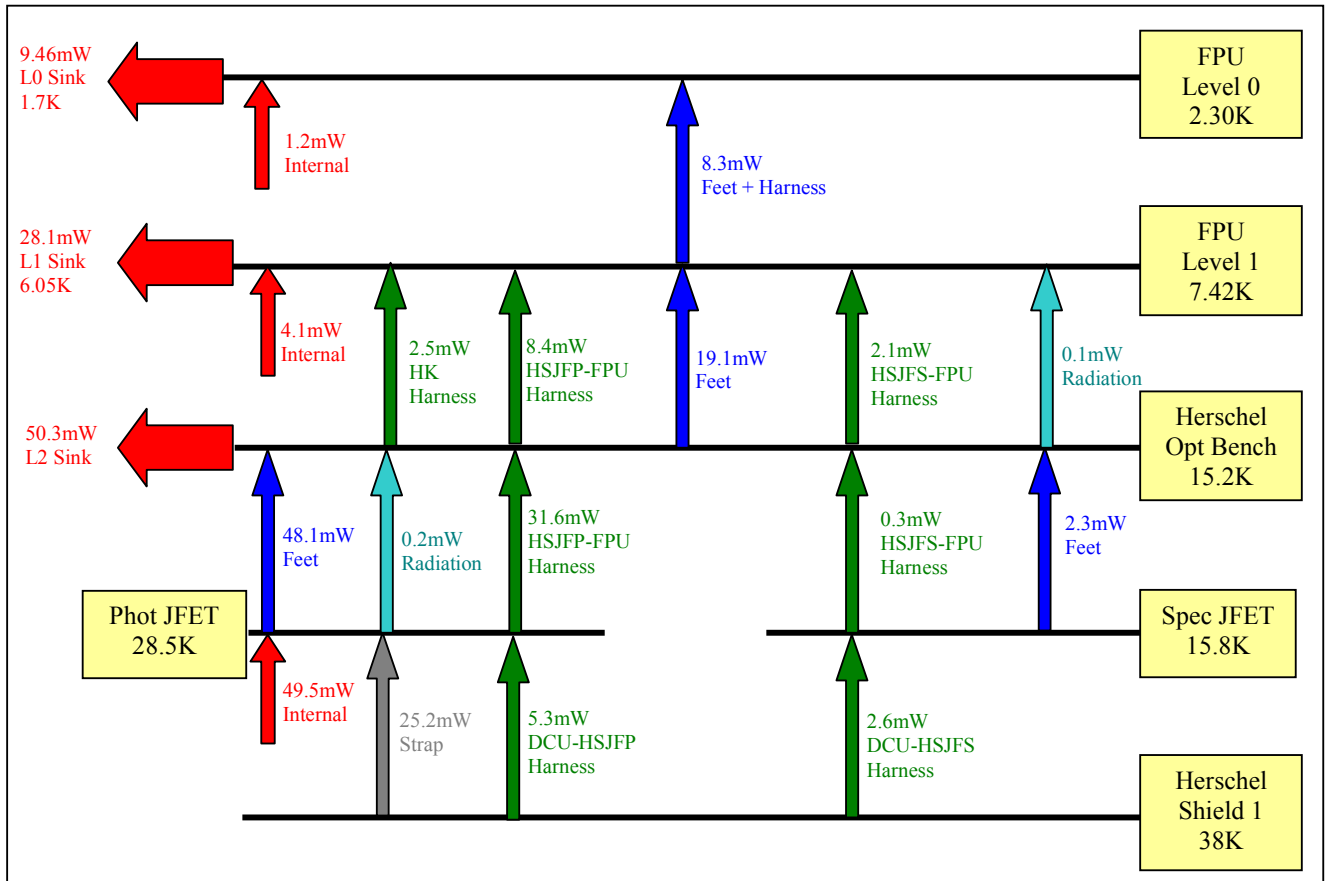 9.46mW
L0 Sink
1.7K
1.2mW
Internal
8.3mW
Feet + Harness
FPU
Level 0
2.30K
28.1mW
L1 Sink
6.05K
4.1mW
Internal
2.5mW
HK
Harness
8.4mW
HSJFP-FPU
Harness
19.1mW
Feet
2.1mW
HSJFS-FPU
Harness
0.1mW
Radiation
FPU
Level 1
7.42K
50.3mW
L2 Sink
48.1mW
Feet
0.2mW
Radiation
31.6mW
HSJFP-FPU
Harness
0.3mW
HSJFS-FPU
Harness
2.3mW
Feet
Herschel
Opt Bench
15.2K
Phot JFET
28.5K
49.5mW
Internal
25.2mW
Strap
5.3mW
DCU-HSJFP
Harness
2.6mW
DCU-HSJFS
Harness
Spec JFET
15.8K
Herschel
Shield 1
38K